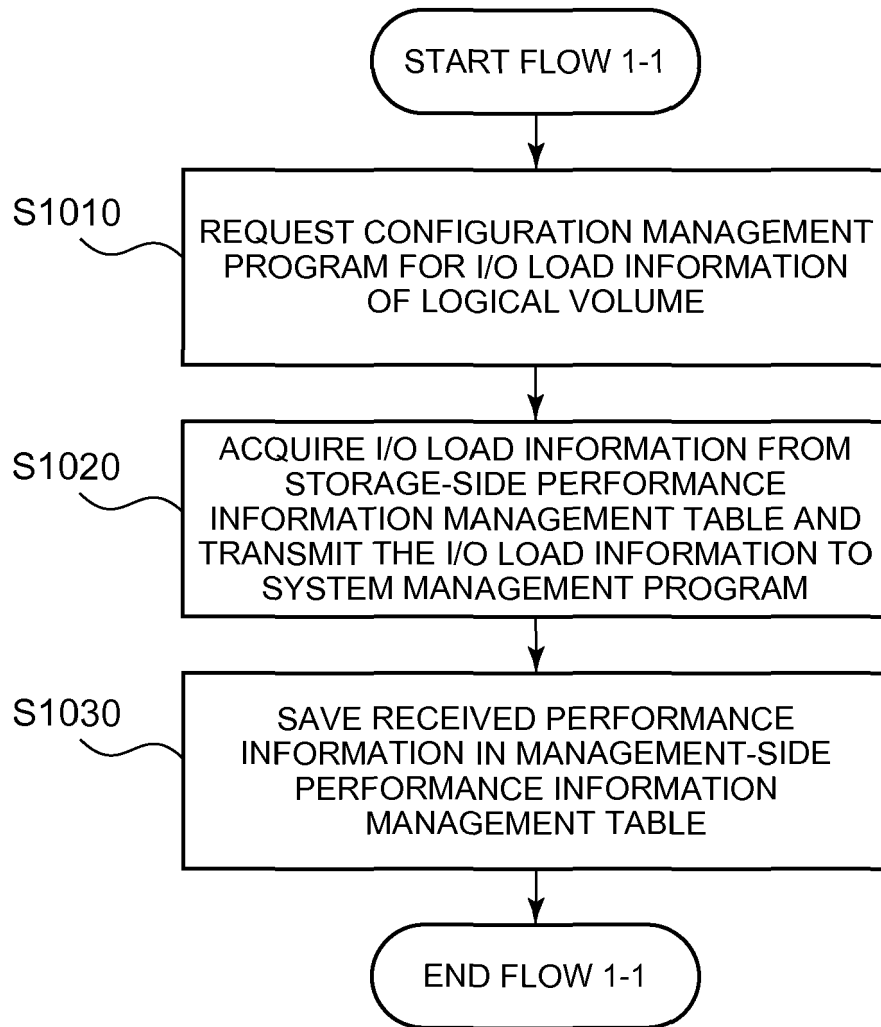 START FLOW 1-1
S1010
REQUEST CONFIGURATION MANAGEMENT
PROGRAM FOR I/O LOAD INFORMATION
OF LOGICAL VOLUME
S1020
ACQUIRE I/O LOAD INFORMATION FROM
STORAGE-SIDE PERFORMANCE
INFORMATION MANAGEMENT TABLE AND
TRANSMIT THE I/O LOAD INFORMATION TO
SYSTEM MANAGEMENT PROGRAM
S1030
SAVE RECEIVED PERFORMANCE
INFORMATION IN MANAGEMENT-SIDE
PERFORMANCE INFORMATION
MANAGEMENT TABLE
END FLOW 1-1